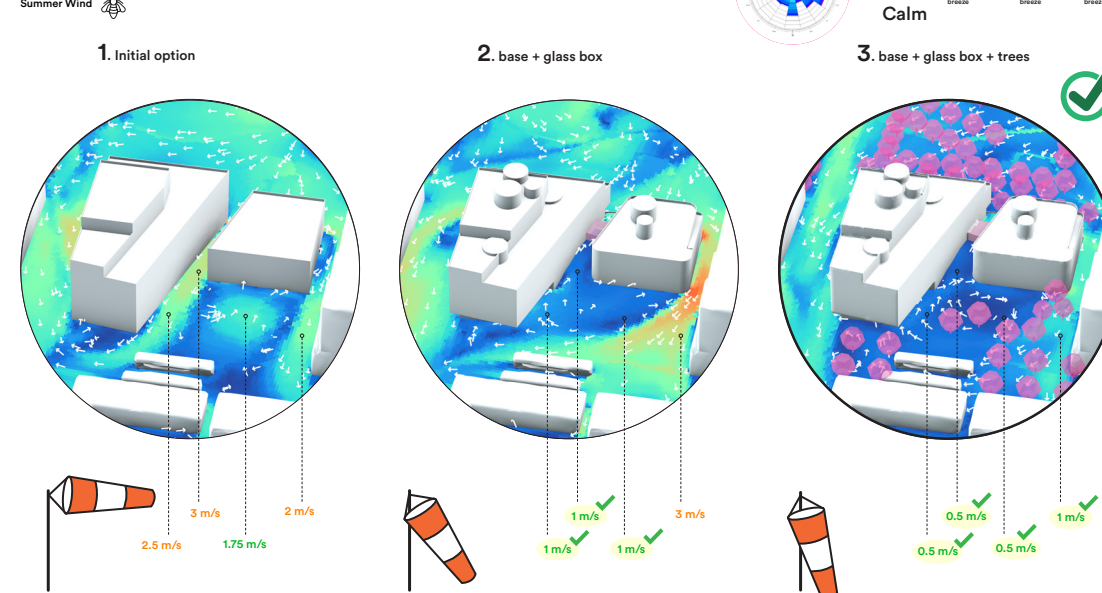 Summer Wind
Calm
breeze
breeze
breeze
1. Initial option
2. base + glass box
3. base + glass box + trees
3 m/s
2 m/s
2.5 m/s
1.75 m/s
1 m/s
3 m/s
1 m/s
1 m/s
0.5 m/s
1 m/s
0.5 m/s
0.5 m/s